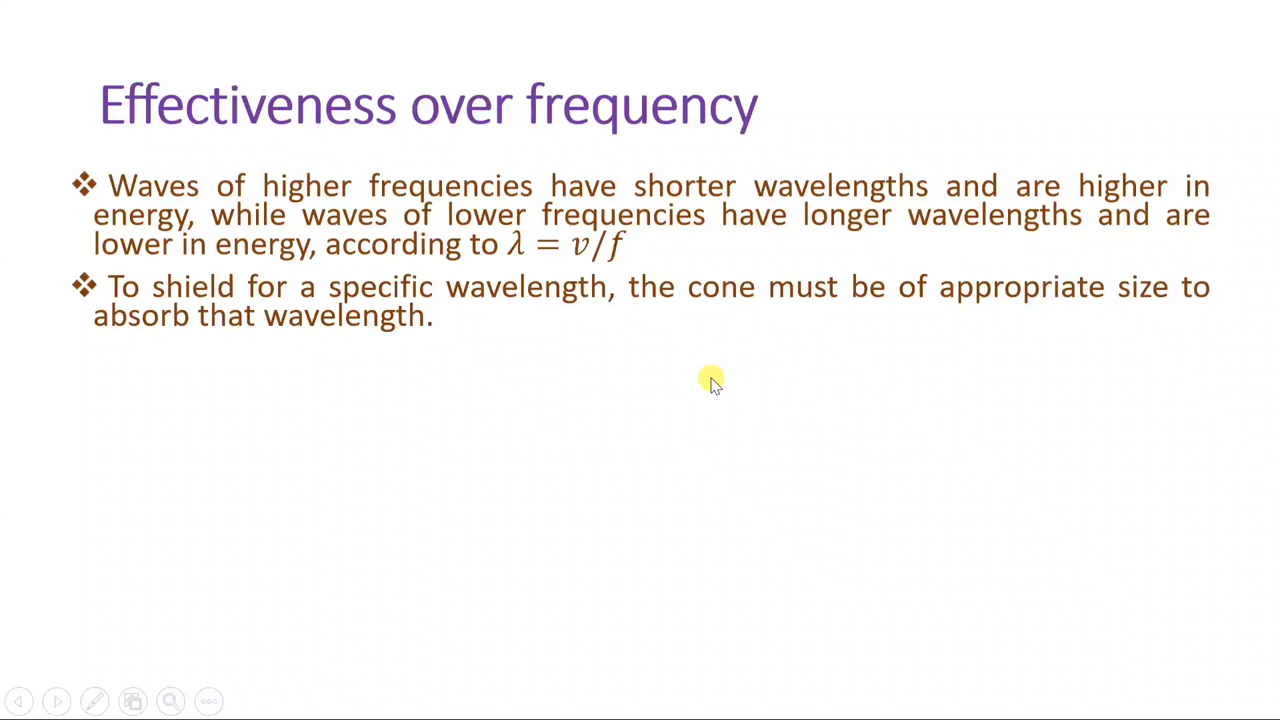 Effectiveness over frequency
❖ Waves of higher frequencies have shorter wavelengths and are higher in
energy, while waves of lower frequencies have longer wavelengths and are
lower in energy, according to λ = v/f
❖ To shield for a specific wavelength, the cone must be of appropriate size to
absorb that wavelength.